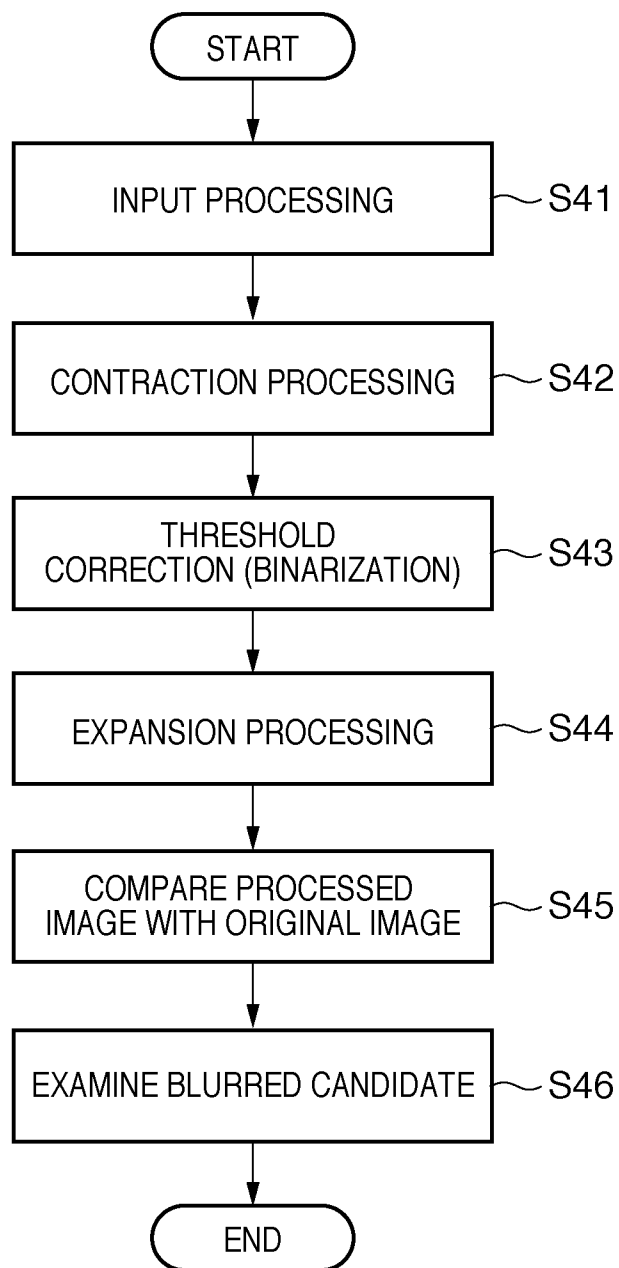 START
INPUT PROCESSING
S41
CONTRACTION PROCESSING
S42
THRESHOLD
CORRECTION (BINARIZATION)
S43
EXPANSION PROCESSING
S44
COMPARE PROCESSED
IMAGE WITH ORIGINAL IMAGE
S45
EXAMINE BLURRED CANDIDATE
S46
END